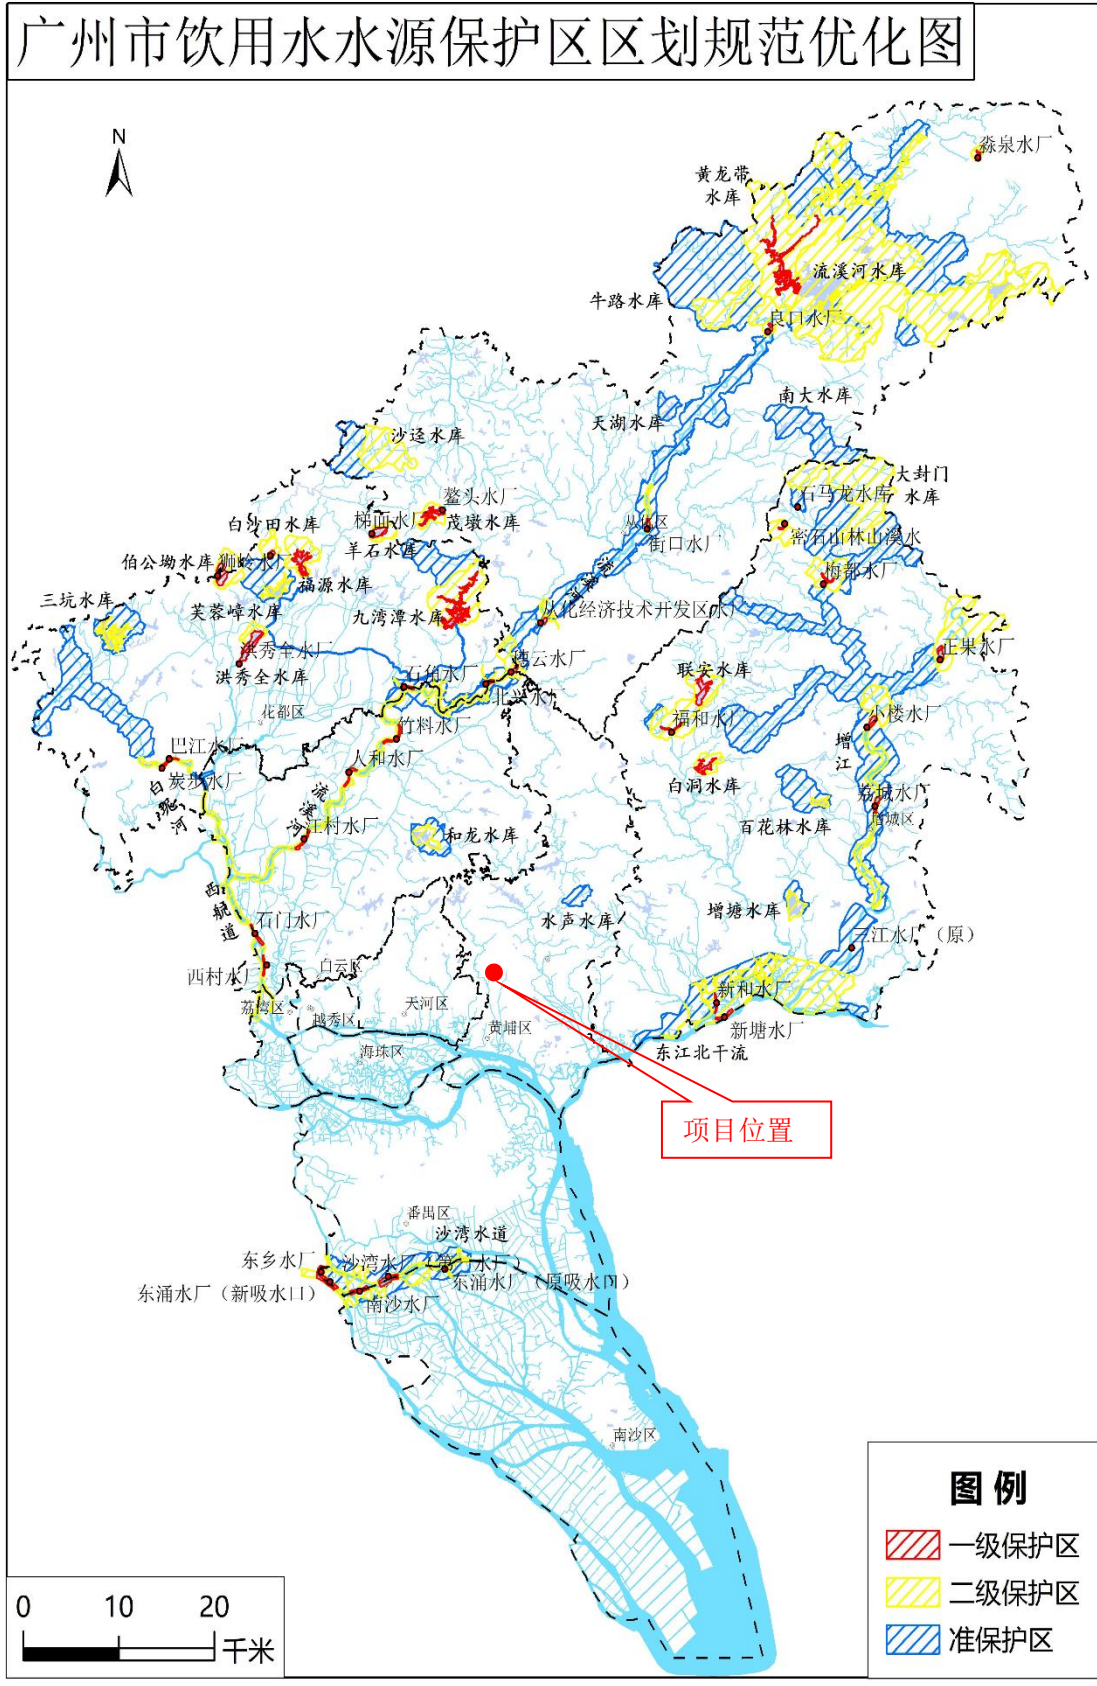 广州市饮用水水源保护区区划规范优化图
N
淼泉水厂
黄龙带
水库
流溪河水库
牛路水库
良口水厂
南大水库
天湖水库
沙迳水库
大封门
水库
石马龙水库
鳌头水厂
梯面水厂
茂墩水库
从化区
街口水厂
密石山林山溪水
白沙田水库
羊石水库
伯公坳水库
狮岭水厂
福源水库
梅都水厂
流溪河
三坑水库
芙蓉嶂水库
九湾潭水库
从化经济技术开发区水厂
洪秀全水厂
正果水厂
穗云水厂
洪秀全水库
石角水厂
联安水库
北兴水厂
花都区
竹料水厂
福和水厂
小楼水厂
巴江水厂
增江
炭步水厂
人和水厂
白坭河
白洞水库
流溪河
荔城水厂
增城区
江村水厂
和龙水库
百花林水库
西航道
水声水库
增塘水库
石门水厂
三江水厂（原）
西村水厂
白云区
新和水厂
荔湾区
越秀区
天河区
黄埔区
新塘水厂
海珠区
东江北干流
项目位置
番禺区
沙湾水道
东乡水厂
沙湾水厂
东涌水厂（原吸水口）
东涌水厂（新吸水口）
南沙水厂
南沙区
图例
一级保护区
二级保护区
准保护区
0 10 20
千米